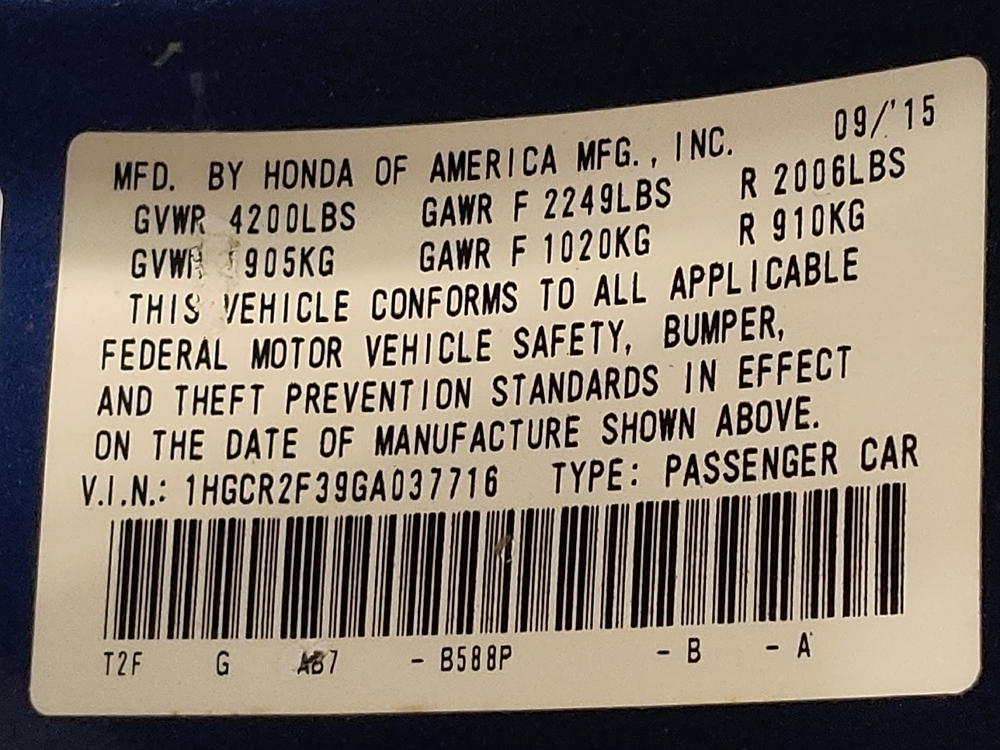 09/'15
MFD. BY HONDA OF AMERICA MFG., INC.
GVWR 4200LBS GAWR F 2249LBS R 2006LBS
GVWR 1905KG GAWR F 1020KG R 910KG
THIS VEHICLE CONFORMS TO ALL APPLICABLE
FEDERAL MOTOR VEHICLE SAFETY, BUMPER,
AND THEFT PREVENTION STANDARDS IN EFFECT
ON THE DATE OF MANUFACTURE SHOWN ABOVE.
V.I.N.: 1HGCR2F39GA037716 TYPE: PASSENGER CAR
T2F G AB7 - B588P - B - A